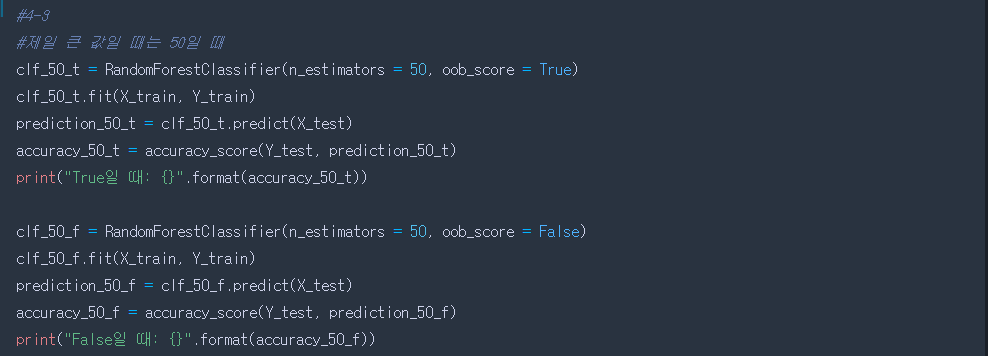 #4-3
#제일 큰 값일 때는 50일 때
clf_50_t = RandomForestClassifier(n_estimators = 50, oob_score = True)
clf_50_t.fit(X_train, Y_train)
prediction_50_t = clf_50_t.predict(X_test)
accuracy_50_t = accuracy_score(Y_test, prediction_50_t)
print("True일 때: {}".format(accuracy_50_t))
clf_50_f = RandomForestClassifier(n_estimators = 50, oob_score = False)
clf_50_f.fit(X_train, Y_train)
prediction_50_f = clf_50_f.predict(X_test)
accuracy_50_f = accuracy_score(Y_test, prediction_50_f)
print("False일 때: {}".format(accuracy_50_f))